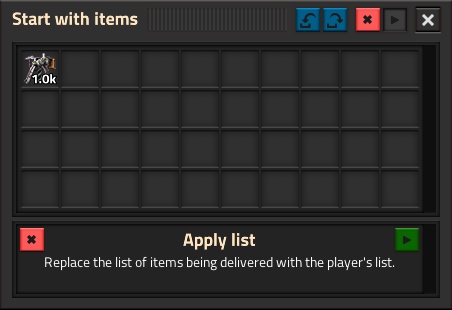 Start with items
1.0k
Apply list
Replace the list of items being delivered with the player's list.